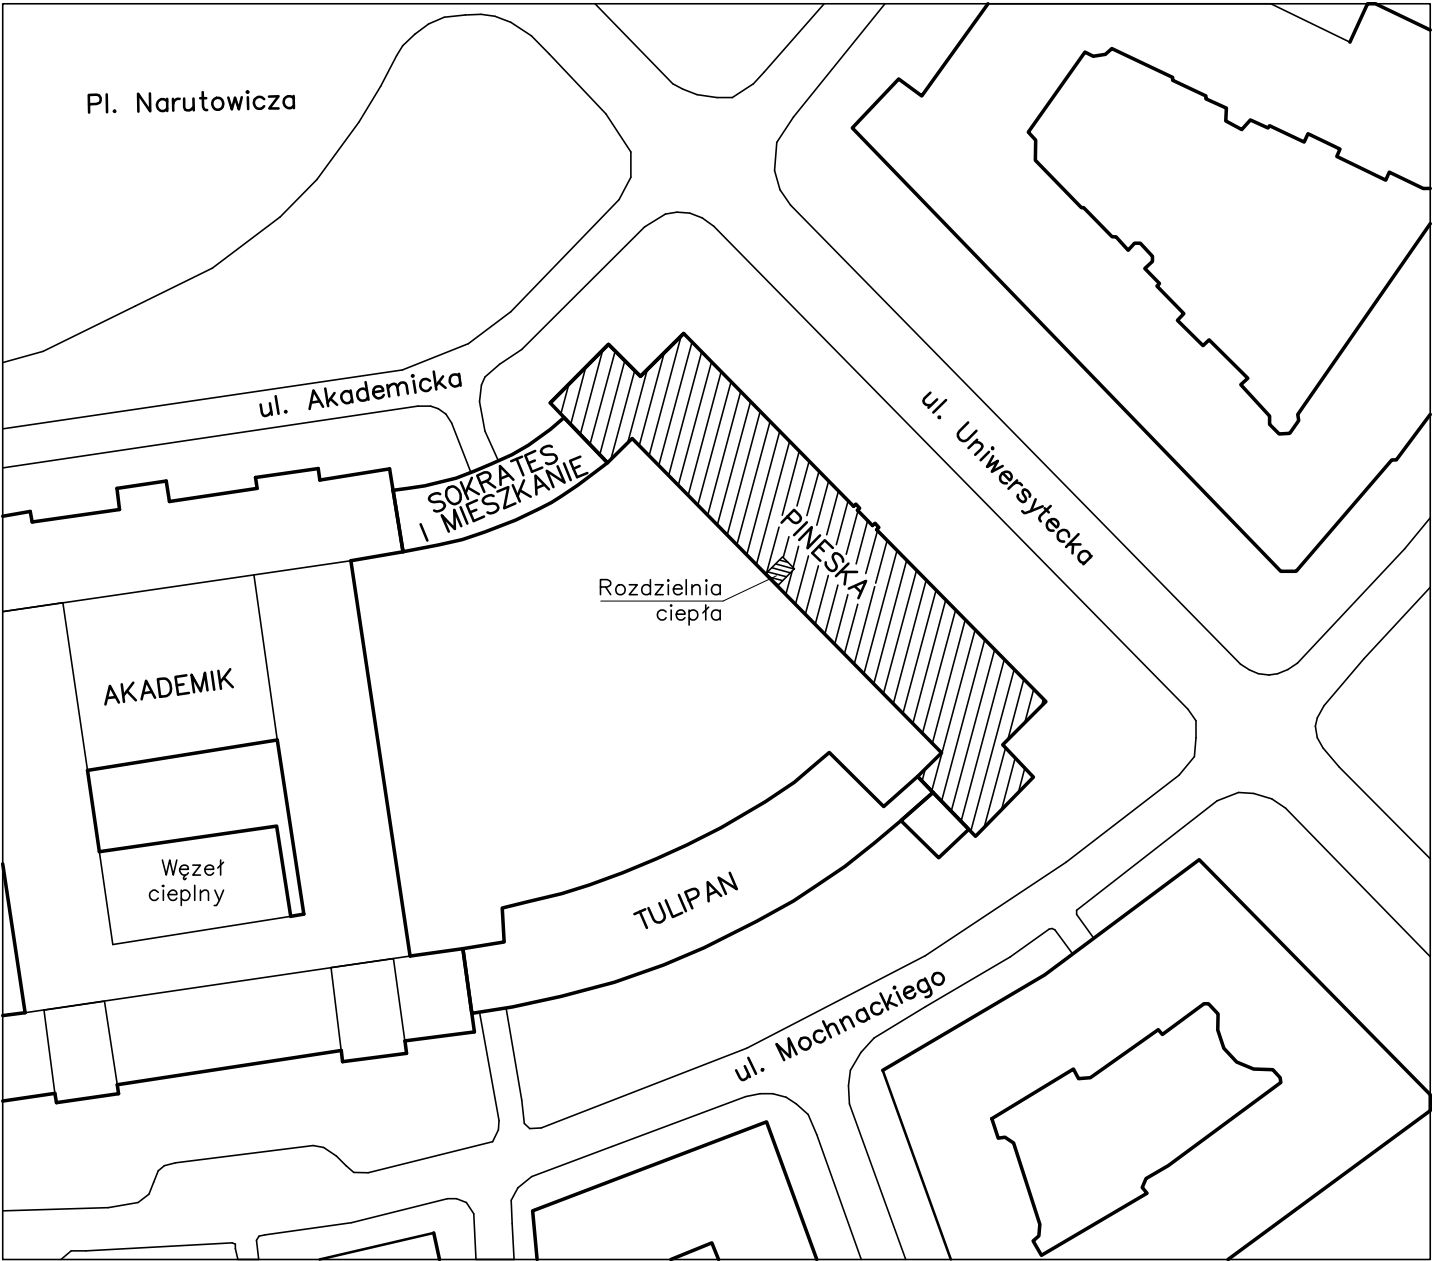 Pl. Narutowicza
ul. Akademicka
ul. Uniwersytecka
SOKRATES
I MIESZKANIE
PINESKA
Rozdzielnia
ciepła
AKADEMIK
Węzeł
cieplny
TULIPAN
ul. Mochnackiego